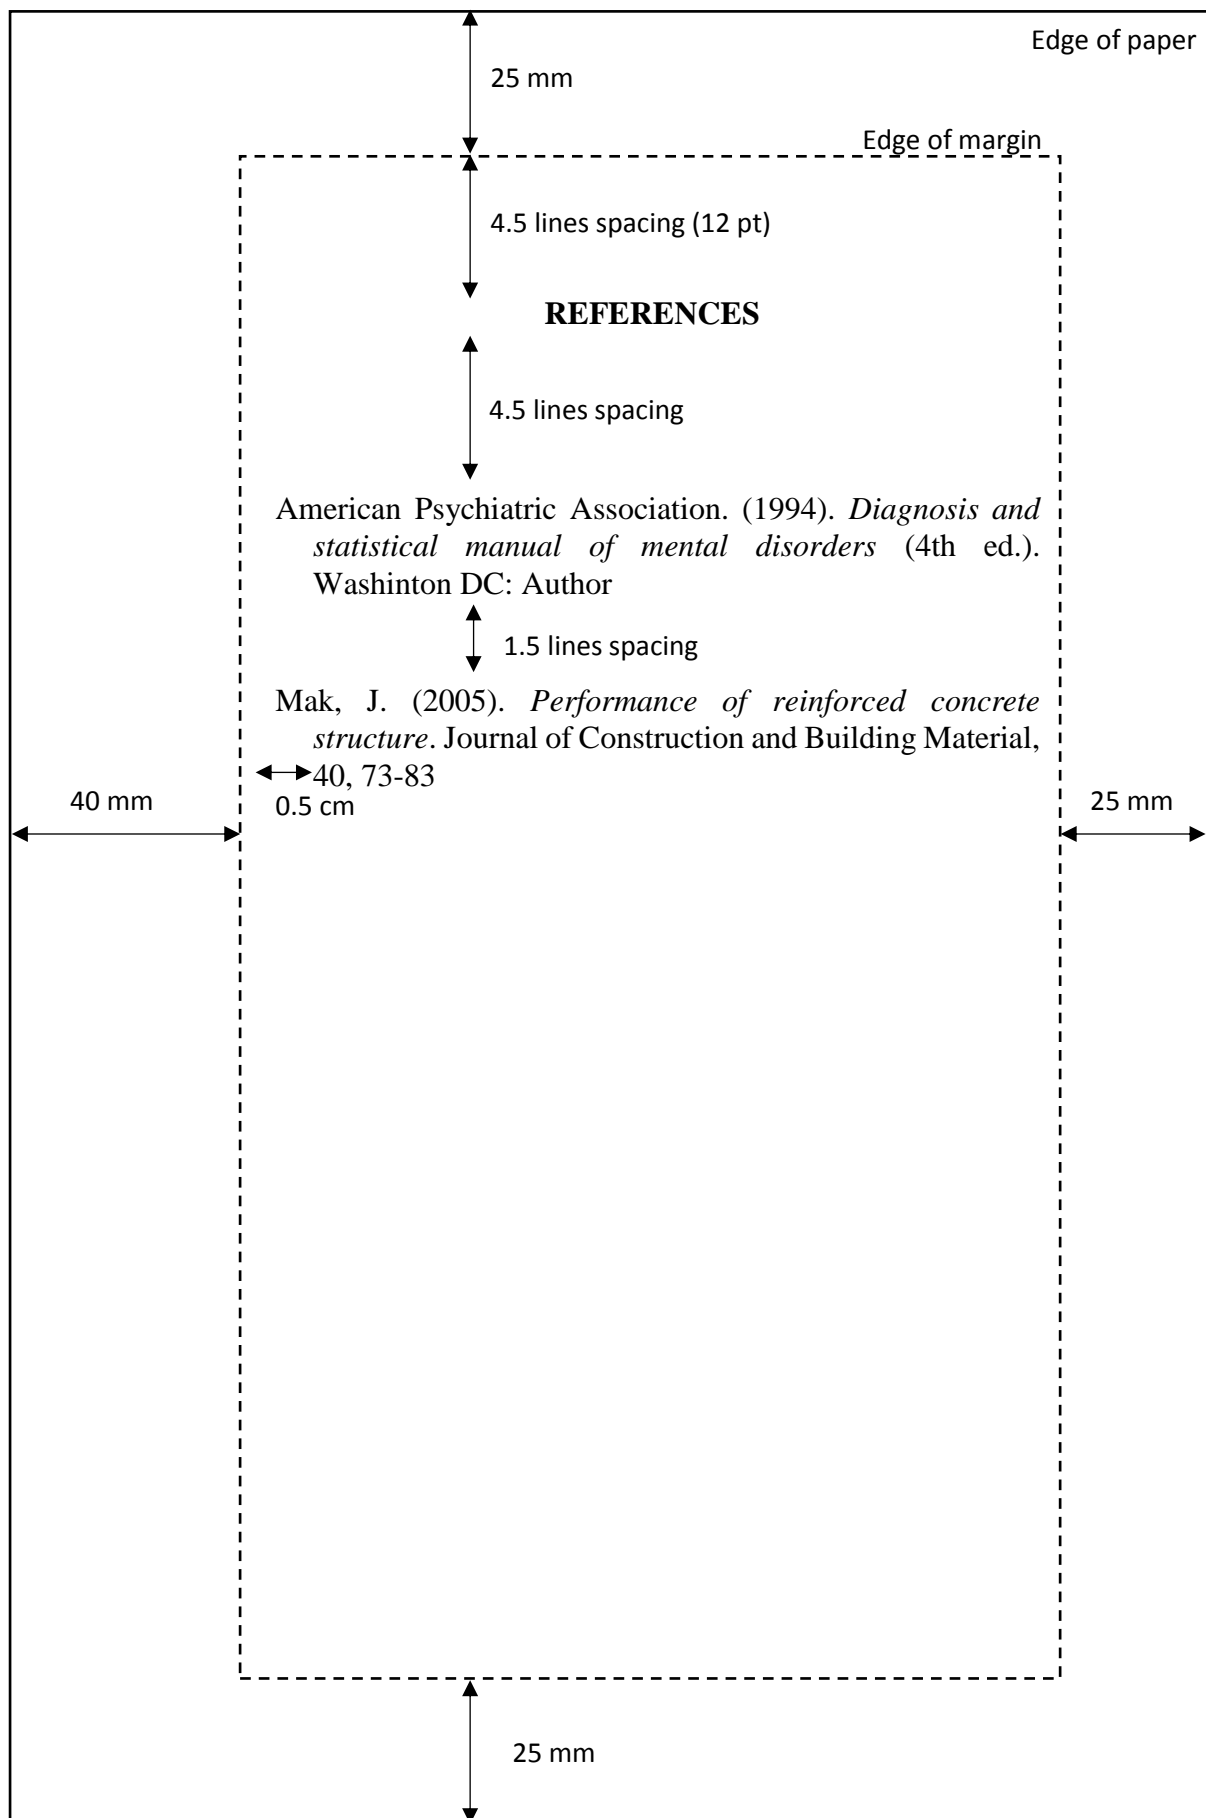 Edge of paper
25 mm
Edge of margin
4.5 lines spacing (12 pt)
REFERENCES
4.5 lines spacing
American Psychiatric Association. (1994). Diagnosis and
statistical manual of mental disorders (4th ed.).
Washinton DC: Author
1.5 lines spacing
Mak, J. (2005). Performance of reinforced concrete
structure. Journal of Construction and Building Material,
40, 73-83
40 mm
0.5 cm
25 mm
25 mm